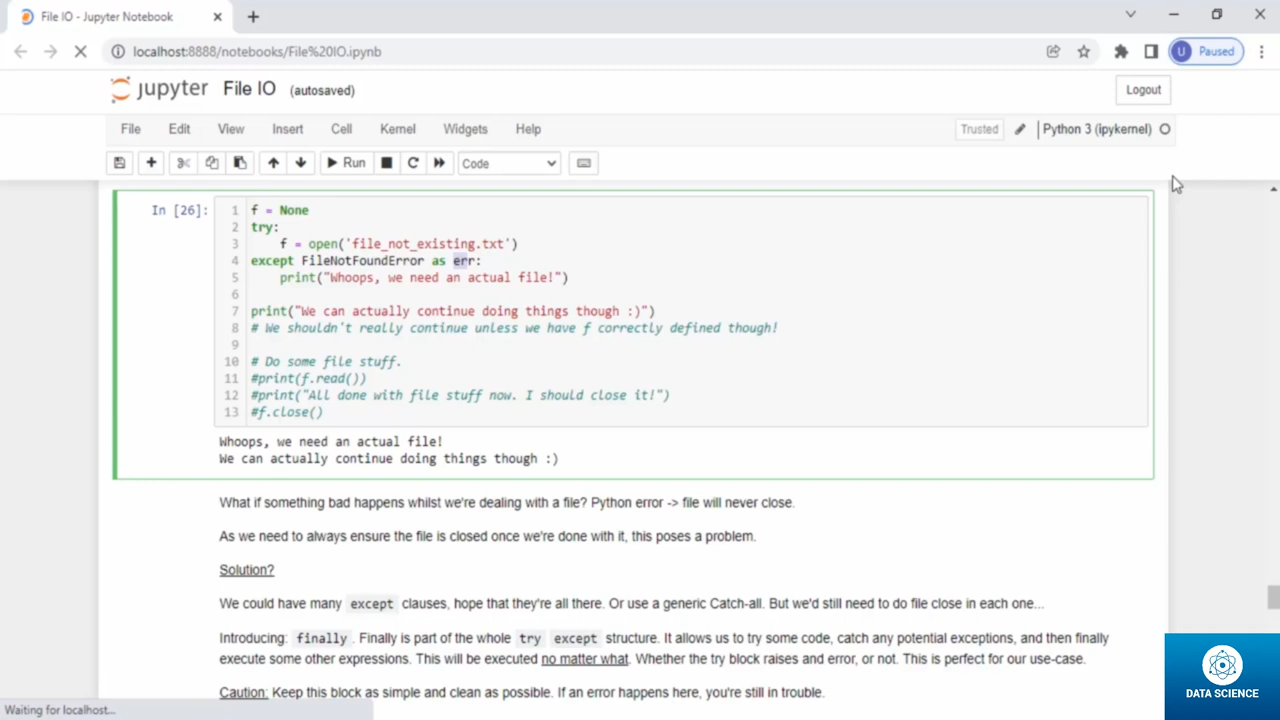 File IO - Jupyter Notebook
localhost:8888/notebooks/File%20IO.ipynb
U Paused
jupyter File IO (autosaved)
Logout
File Edit View Insert Cell Kernel Widgets Help
Trusted Python 3 (ipykernel)
Run Code
In [26]:
1 f = None
2 try:
3     f = open('file_not_existing.txt')
4 except FileNotFoundError as err:
5     print("Whoops, we need an actual file!")
6
7 print("We can actually continue doing things though :)")
8 # We shouldn't really continue unless we have f correctly defined though!
9
10 # Do some file stuff.
11 #print(f.read())
12 #print("All done with file stuff now. I should close it!")
13 #f.close()
Whoops, we need an actual file!
We can actually continue doing things though :)
What if something bad happens whilst we're dealing with a file? Python error -> file will never close.
As we need to always ensure the file is closed once we're done with it, this poses a problem.
Solution?
We could have many except clauses, hope that they're all there. Or use a generic Catch-all. But we'd still need to do file close in each one...
Introducing: finally . Finally is part of the whole try except structure. It allows us to try some code, catch any potential exceptions, and then finally
execute some other expressions. This will be executed no matter what. Whether the try block raises and error, or not. This is perfect for our use-case.
Caution: Keep this block as simple and clean as possible. If an error happens here, you're still in trouble.
Waiting for localhost...
DATA SCIENCE